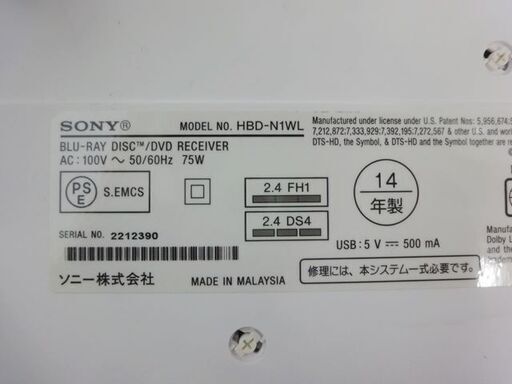 SONY®
MODEL NO. HBD-N1WL
BLU-RAY DISC™/DVD RECEIVER
AC: 100V ～ 50/60Hz 75W
PS
E
S.EMCS
2.4 FH1
2.4 DS4
14
年製
SERIAL NO. 2212390
USB: 5 V ⎓ 500 mA
ソニー株式会社
MADE IN MALAYSIA
修理には、本システム一式必要です。
Manufactured under license under U.S. Patent Nos: 5,956,674;5
7,212,872;7,333,929;7,392,195;7,272,567 & other
DTS-HD, the Symbol, & DTS-HD and the Symbol
Manufactu
Dolby L
trademark